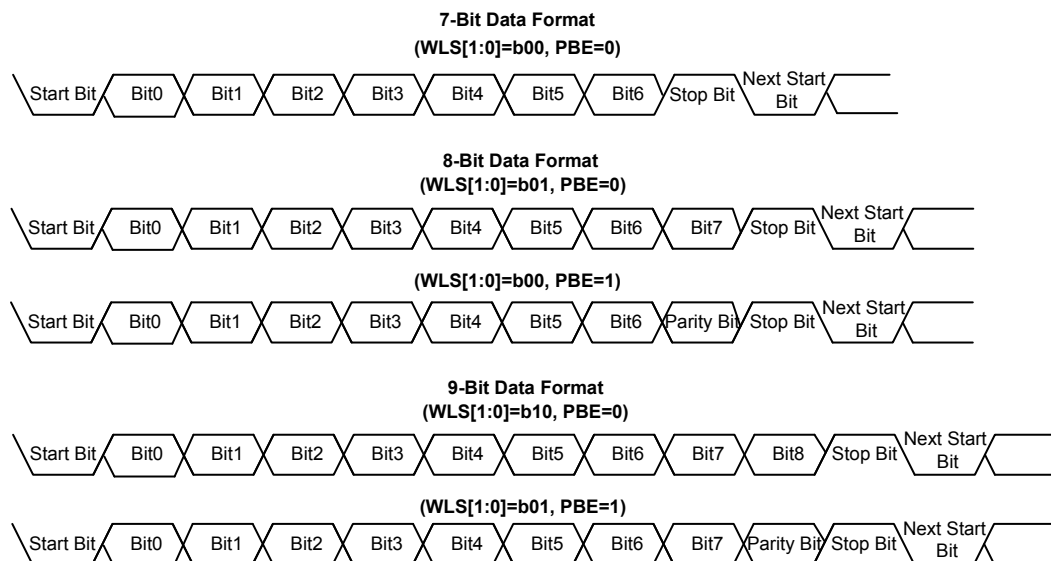 7-Bit Data Format
(WLS[1:0]=b00, PBE=0)
Start Bit Bit0 Bit1 Bit2 Bit3 Bit4 Bit5 Bit6 Stop Bit Next Start Bit
8-Bit Data Format
(WLS[1:0]=b01, PBE=0)
Start Bit Bit0 Bit1 Bit2 Bit3 Bit4 Bit5 Bit6 Bit7 Stop Bit Next Start Bit
(WLS[1:0]=b00, PBE=1)
Start Bit Bit0 Bit1 Bit2 Bit3 Bit4 Bit5 Bit6 Parity Bit Stop Bit Next Start Bit
9-Bit Data Format
(WLS[1:0]=b10, PBE=0)
Start Bit Bit0 Bit1 Bit2 Bit3 Bit4 Bit5 Bit6 Bit7 Bit8 Stop Bit Next Start Bit
(WLS[1:0]=b01, PBE=1)
Start Bit Bit0 Bit1 Bit2 Bit3 Bit4 Bit5 Bit6 Bit7 Parity Bit Stop Bit Next Start Bit